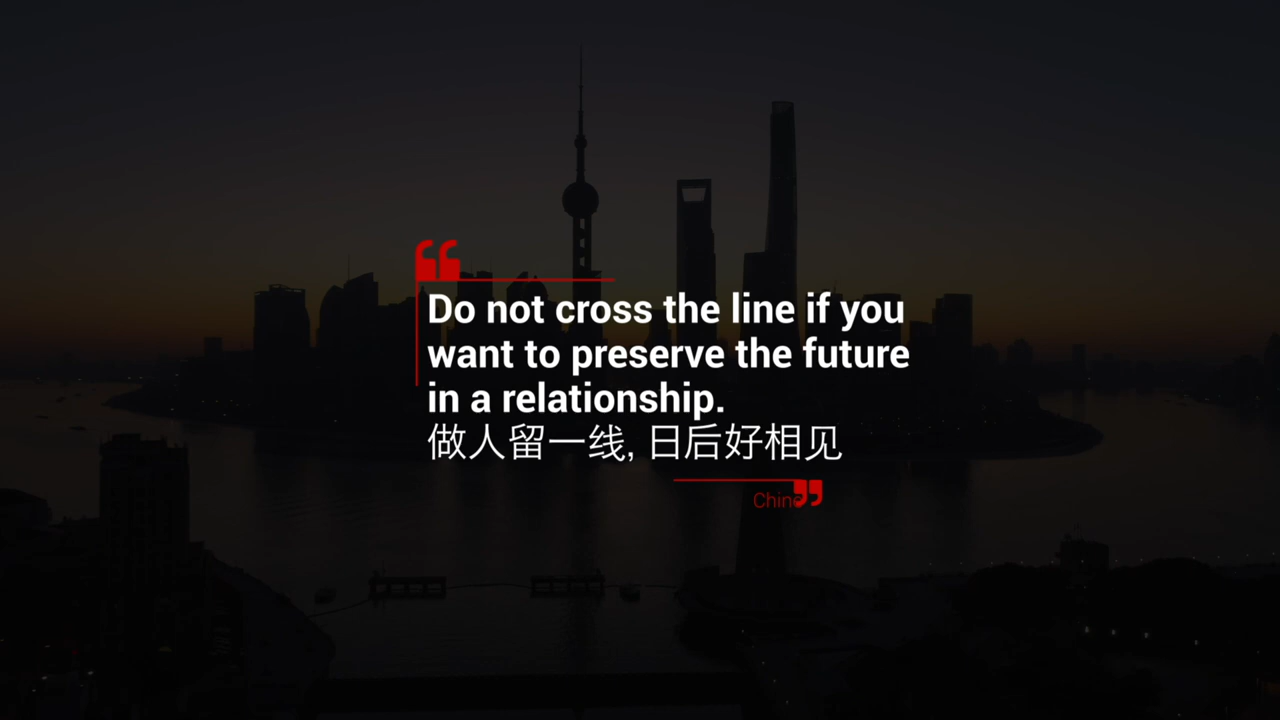 Do not cross the line if you
want to preserve the future
in a relationship.
做人留一线, 日后好相见